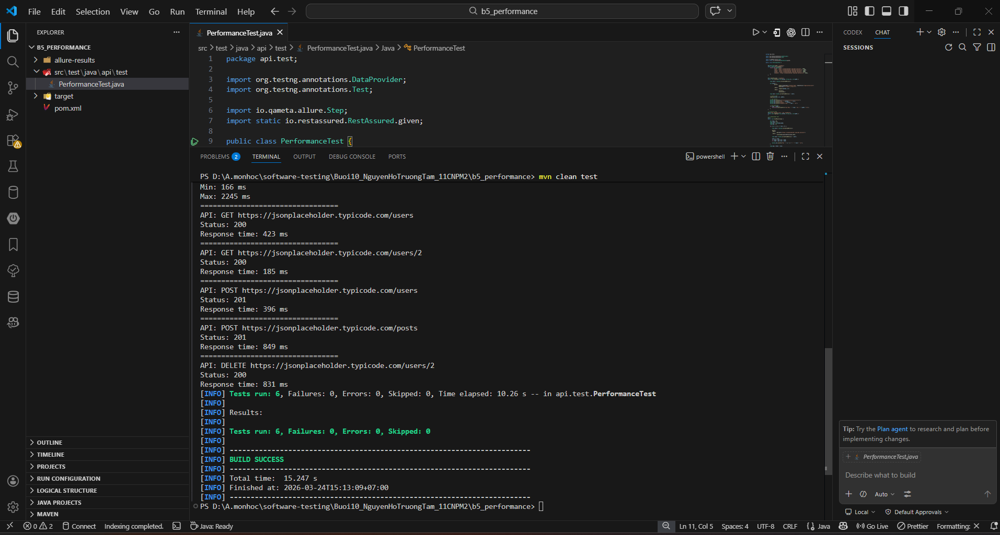 File Edit Selection View Go Run Terminal Help
b5_performance
EXPLORER
B5_PERFORMANCE
allure-results
src\test\java\api\test
PerformanceTest.java
target
pom.xml
OUTLINE
TIMELINE
PROJECTS
RUN CONFIGURATION
LOGICAL STRUCTURE
JAVA PROJECTS
MAVEN
PerformanceTest.java
src > test > java > api > test > PerformanceTest.java > Java > PerformanceTest
1 package api.test;
2
3 import org.testng.annotations.DataProvider;
4 import org.testng.annotations.Test;
5
6 import io.qameta.allure.Step;
7 import static io.restassured.RestAssured.given;
8
9 public class PerformanceTest {
PROBLEMS 2 TERMINAL OUTPUT DEBUG CONSOLE PORTS
powershell
PS D:\A.monhoc\software-testing\Buoi10_NguyenHoTruongTam_11CNPM2\b5_performance> mvn clean test
Min: 166 ms
Max: 2245 ms
=================================
API: GET https://jsonplaceholder.typicode.com/users
Status: 200
Response time: 423 ms
=================================
API: GET https://jsonplaceholder.typicode.com/users/2
Status: 200
Response time: 185 ms
=================================
API: POST https://jsonplaceholder.typicode.com/users
Status: 201
Response time: 396 ms
=================================
API: POST https://jsonplaceholder.typicode.com/posts
Status: 201
Response time: 849 ms
=================================
API: DELETE https://jsonplaceholder.typicode.com/users/2
Status: 200
Response time: 831 ms
[INFO] Tests run: 6, Failures: 0, Errors: 0, Skipped: 0, Time elapsed: 10.26 s -- in api.test.PerformanceTest
[INFO]
[INFO] Results:
[INFO]
[INFO] Tests run: 6, Failures: 0, Errors: 0, Skipped: 0
[INFO]
[INFO] ------------------------------------------------------------------------
[INFO] BUILD SUCCESS
[INFO] ------------------------------------------------------------------------
[INFO] Total time:  15.247 s
[INFO] Finished at: 2026-03-24T15:13:09+07:00
[INFO] ------------------------------------------------------------------------
PS D:\A.monhoc\software-testing\Buoi10_NguyenHoTruongTam_11CNPM2\b5_performance>
CODEX CHAT
SESSIONS
Tip: Try the Plan agent to research and plan before
implementing changes.
PerformanceTest.java
Describe what to build
Auto
Local Default Approvals
0 2 Connect Indexing completed. Java: Ready
Ln 11, Col 5 Spaces: 4 UTF-8 CRLF Java Go Live Prettier Formatting: